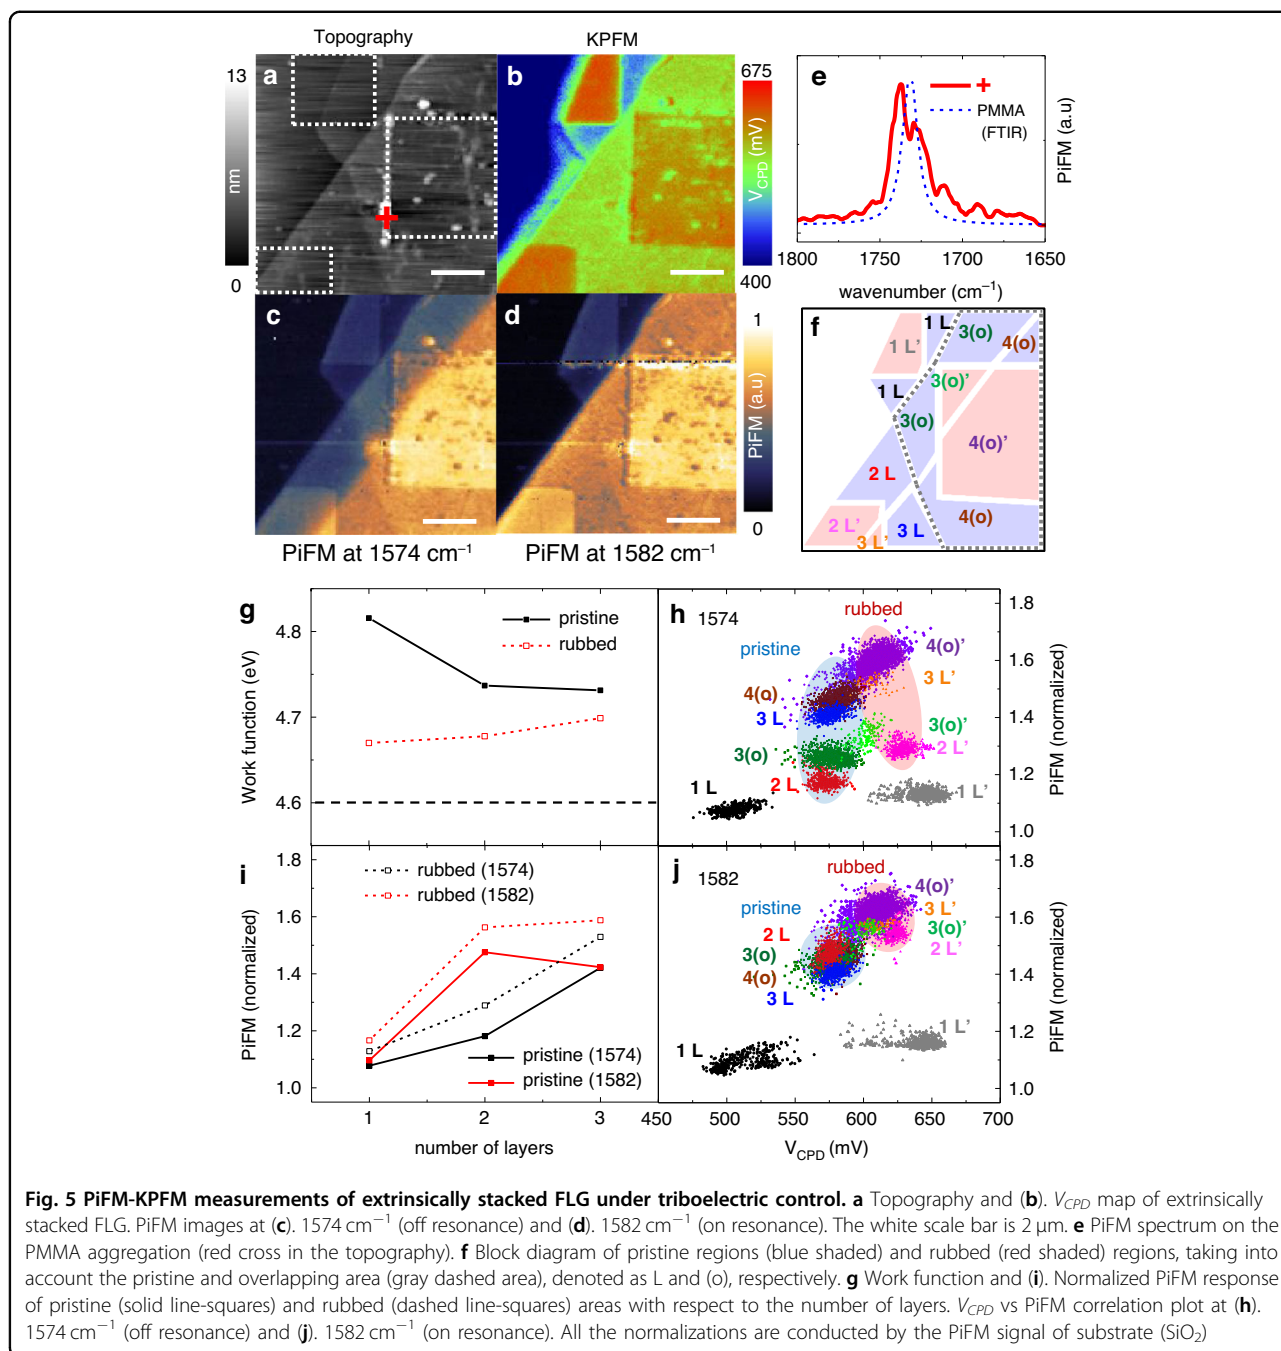 Topography
KPFM
a
13
nm
0
b
675
V_CPD (mV)
400
e
+
PMMA
(FTIR)
PiFM (a.u)
1800 1750 1700 1650
wavenumber (cm⁻¹)
c
d
1
PiFM (a.u)
0
PiFM at 1574 cm⁻¹
PiFM at 1582 cm⁻¹
f
1 L
3(o)
4(o)
1 L'
3(o)'
1 L
3(o)
4(o)'
2 L
4(o)
2 L'
3 L
3 L'
g
pristine
rubbed
4.8
4.7
4.6
Work function (eV)
h
1574
rubbed
pristine
4(o)'
4(o)
3 L'
3 L
3(o)'
3(o)
2 L'
2 L
1 L
1 L'
1.8
1.6
1.4
1.2
1.0
PiFM (normalized)
i
rubbed (1574)
rubbed (1582)
pristine (1574)
pristine (1582)
1.8
1.6
1.4
1.2
1.0
PiFM (normalized)
1 2 3
number of layers
j
1582
rubbed
pristine
4(o)'
3 L'
2 L
3(o)'
3(o)
2 L'
4(o)
3 L
1 L
1 L'
1.8
1.6
1.4
1.2
1.0
PiFM (normalized)
450 500 550 600 650 700
V_CPD (mV)
Fig. 5 PiFM-KPFM measurements of extrinsically stacked FLG under triboelectric control. a Topography and (b). V_CPD map of extrinsically
stacked FLG. PiFM images at (c). 1574 cm⁻¹ (off resonance) and (d). 1582 cm⁻¹ (on resonance). The white scale bar is 2 μm. e PiFM spectrum on the
PMMA aggregation (red cross in the topography). f Block diagram of pristine regions (blue shaded) and rubbed (red shaded) regions, taking into
account the pristine and overlapping area (gray dashed area), denoted as L and (o), respectively. g Work function and (i). Normalized PiFM response
of pristine (solid line-squares) and rubbed (dashed line-squares) areas with respect to the number of layers. V_CPD vs PiFM correlation plot at (h).
1574 cm⁻¹ (off resonance) and (j). 1582 cm⁻¹ (on resonance). All the normalizations are conducted by the PiFM signal of substrate (SiO₂)